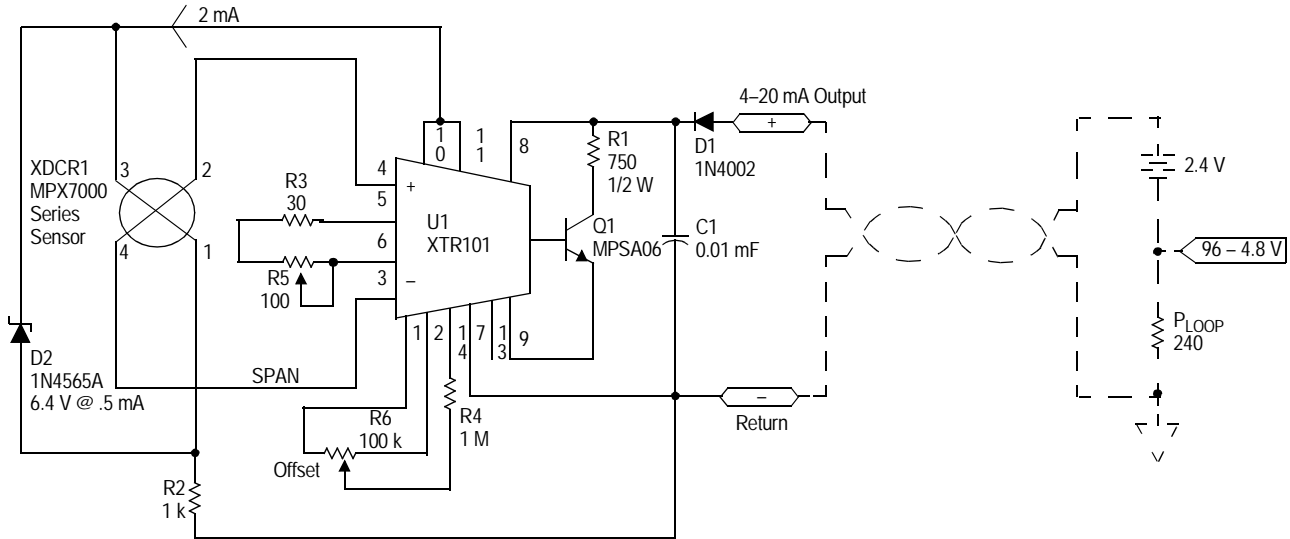 2 mA
4–20 mA Output
+
D1
1N4002
R1
750
1/2 W
1
0
1
1
8
XDCR1
MPX7000
Series
Sensor
3
2
4
1
4
+
5
R3
30
U1
XTR101
6
R5
100
3
–
Q1
MPSA06
C1
0.01 mF
2.4 V
96 – 4.8 V
PLOOP
240
D2
1N4565A
6.4 V @ .5 mA
SPAN
1
2
1
4
7
1
3
9
R6
100 k
R4
1 M
Offset
–
Return
R2
1 k